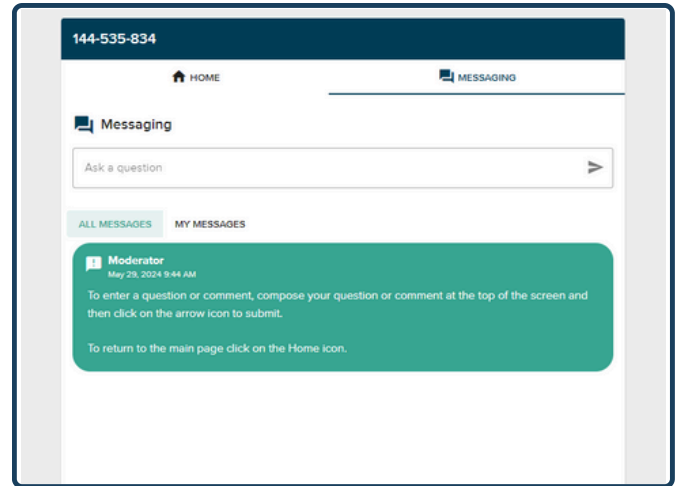 144-535-834
HOME
MESSAGING
Messaging
Ask a question
ALL MESSAGES
MY MESSAGES
Moderator
May 29, 2024 9:44 AM
To enter a question or comment, compose your question or comment at the top of the screen and
then click on the arrow icon to submit.
To return to the main page click on the Home icon.